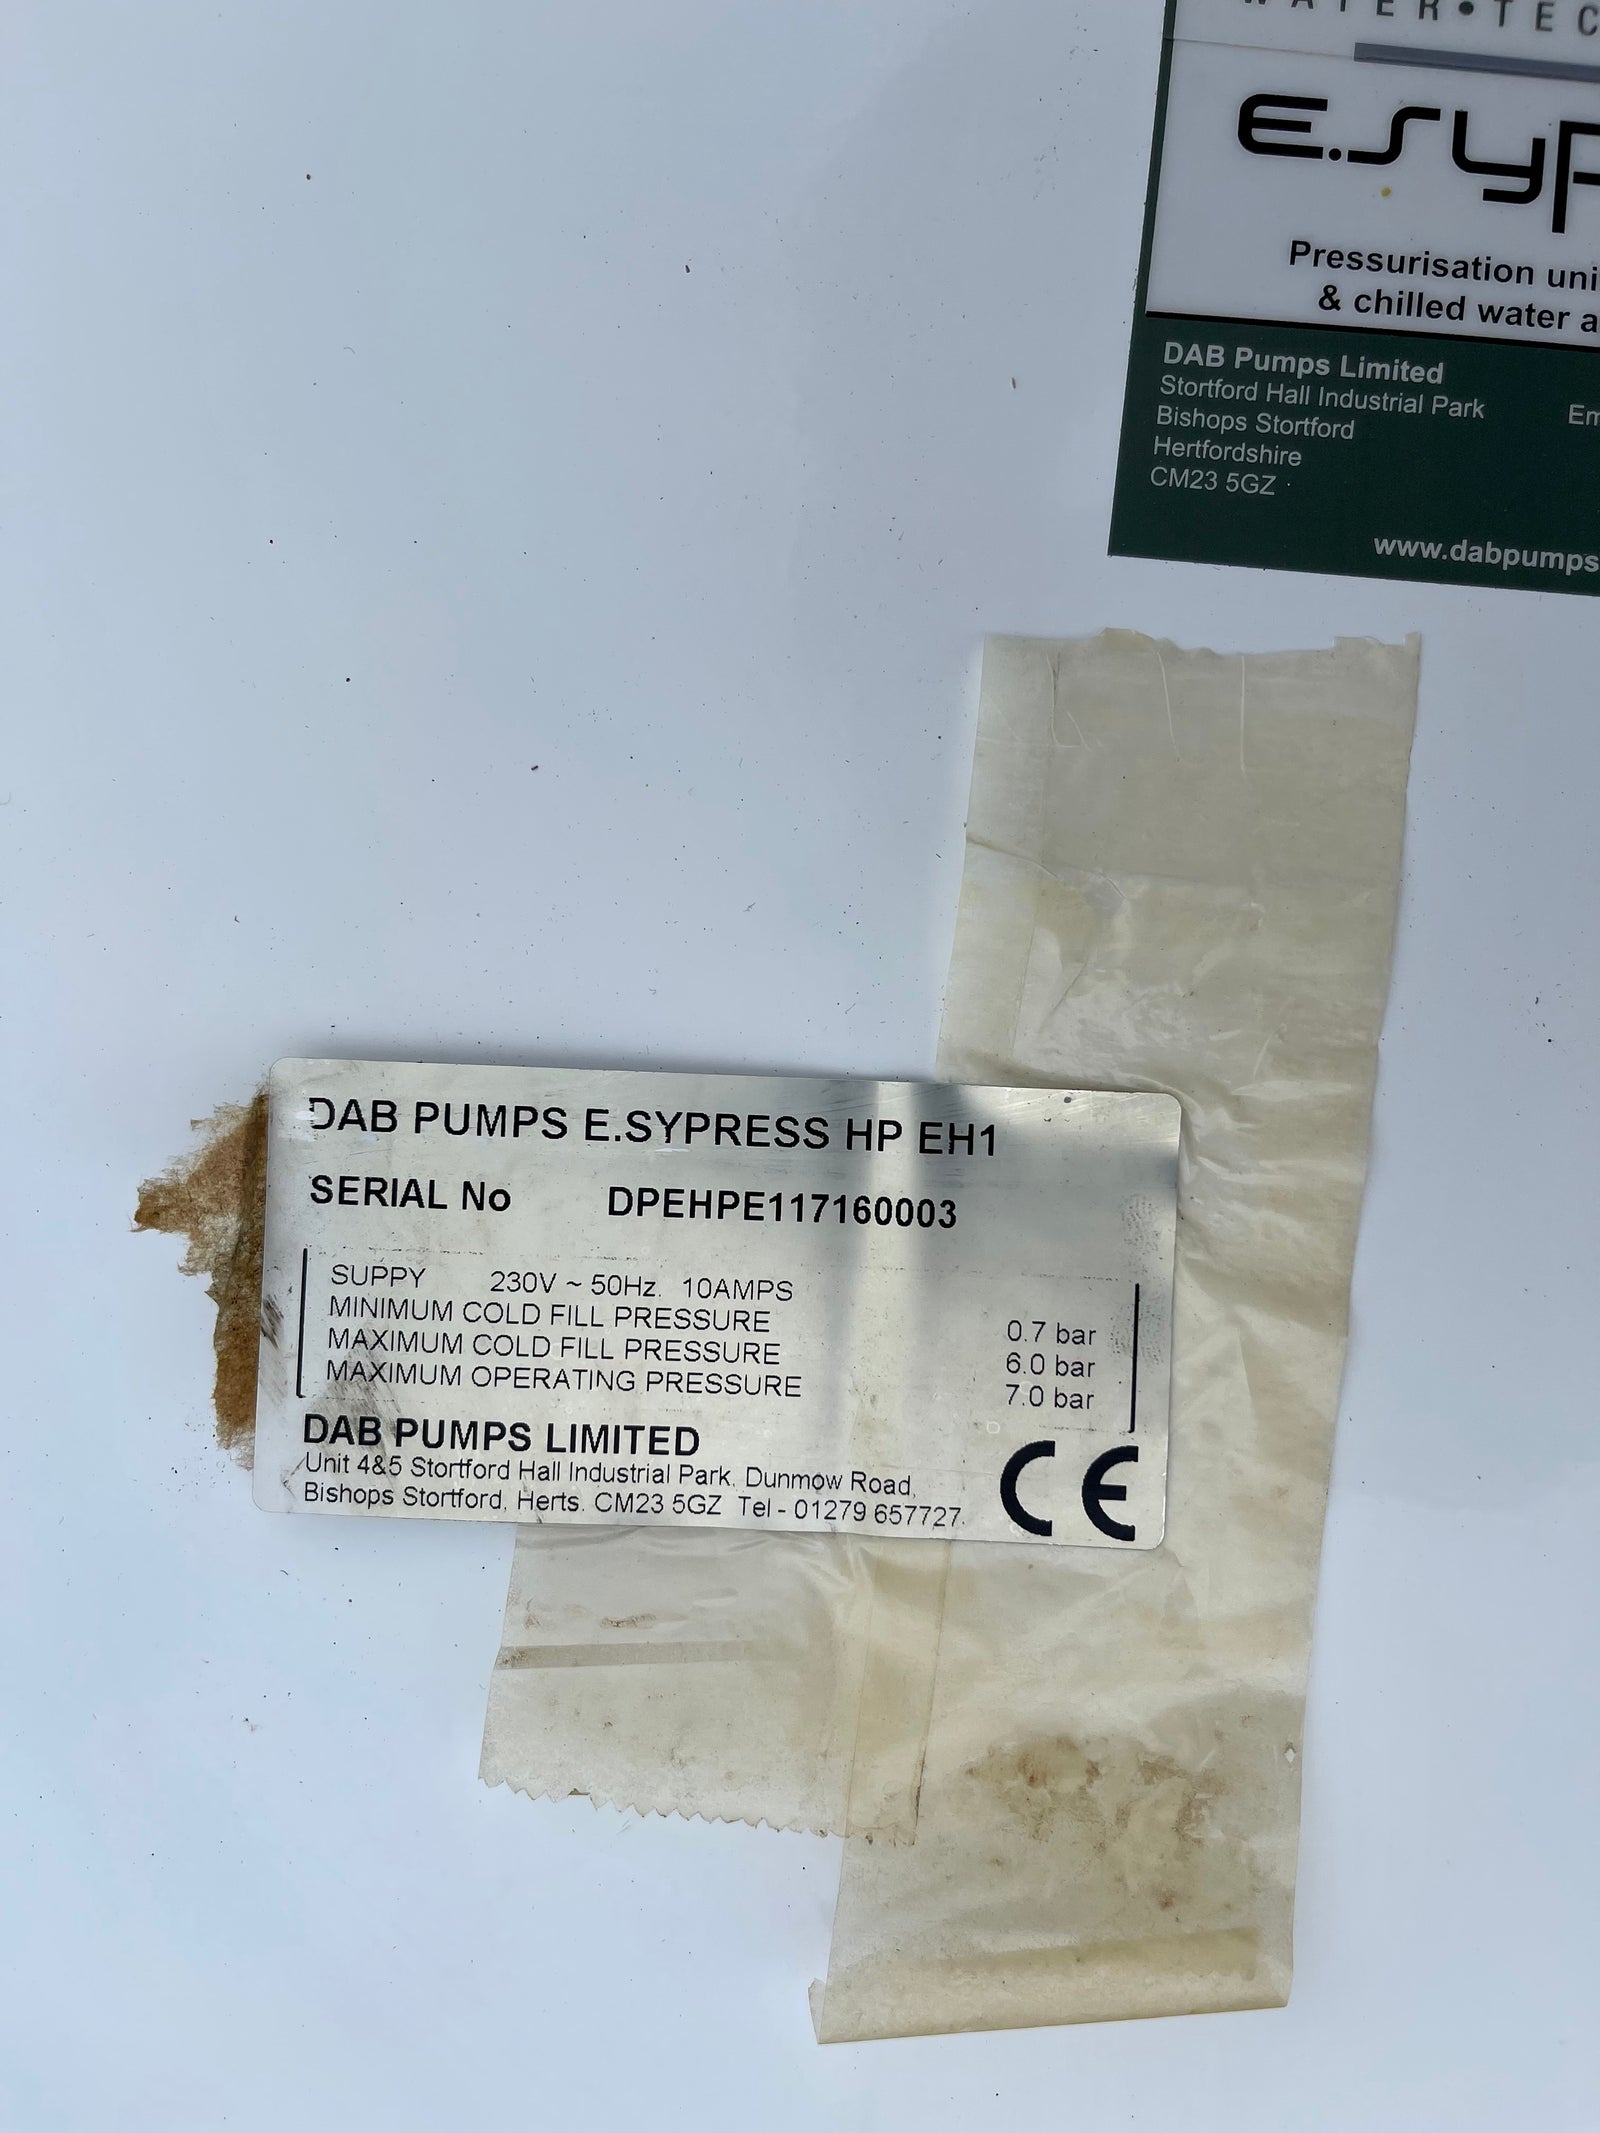 WATER•TEC
e.syp
Pressurisation uni
& chilled water a
DAB Pumps Limited
Stortford Hall Industrial Park
Em
Bishops Stortford
Hertfordshire
CM23 5GZ
www.dabpumps
DAB PUMPS E.SYPRESS HP EH1
SERIAL No DPEHPE117160003
SUPPY 230V ~ 50Hz. 10AMPS
MINIMUM COLD FILL PRESSURE 0.7 bar
MAXIMUM COLD FILL PRESSURE 6.0 bar
MAXIMUM OPERATING PRESSURE 7.0 bar
DAB PUMPS LIMITED
Unit 4&5 Stortford Hall Industrial Park, Dunmow Road,
Bishops Stortford, Herts. CM23 5GZ Tel - 01279 657727.
CE